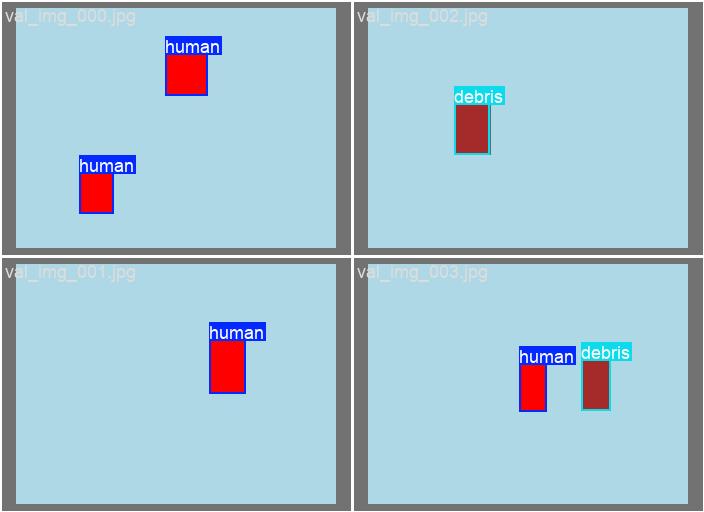 val_img_000.jpg
human
human
val_img_002.jpg
debris
val_img_001.jpg
human
val_img_003.jpg
human
debris